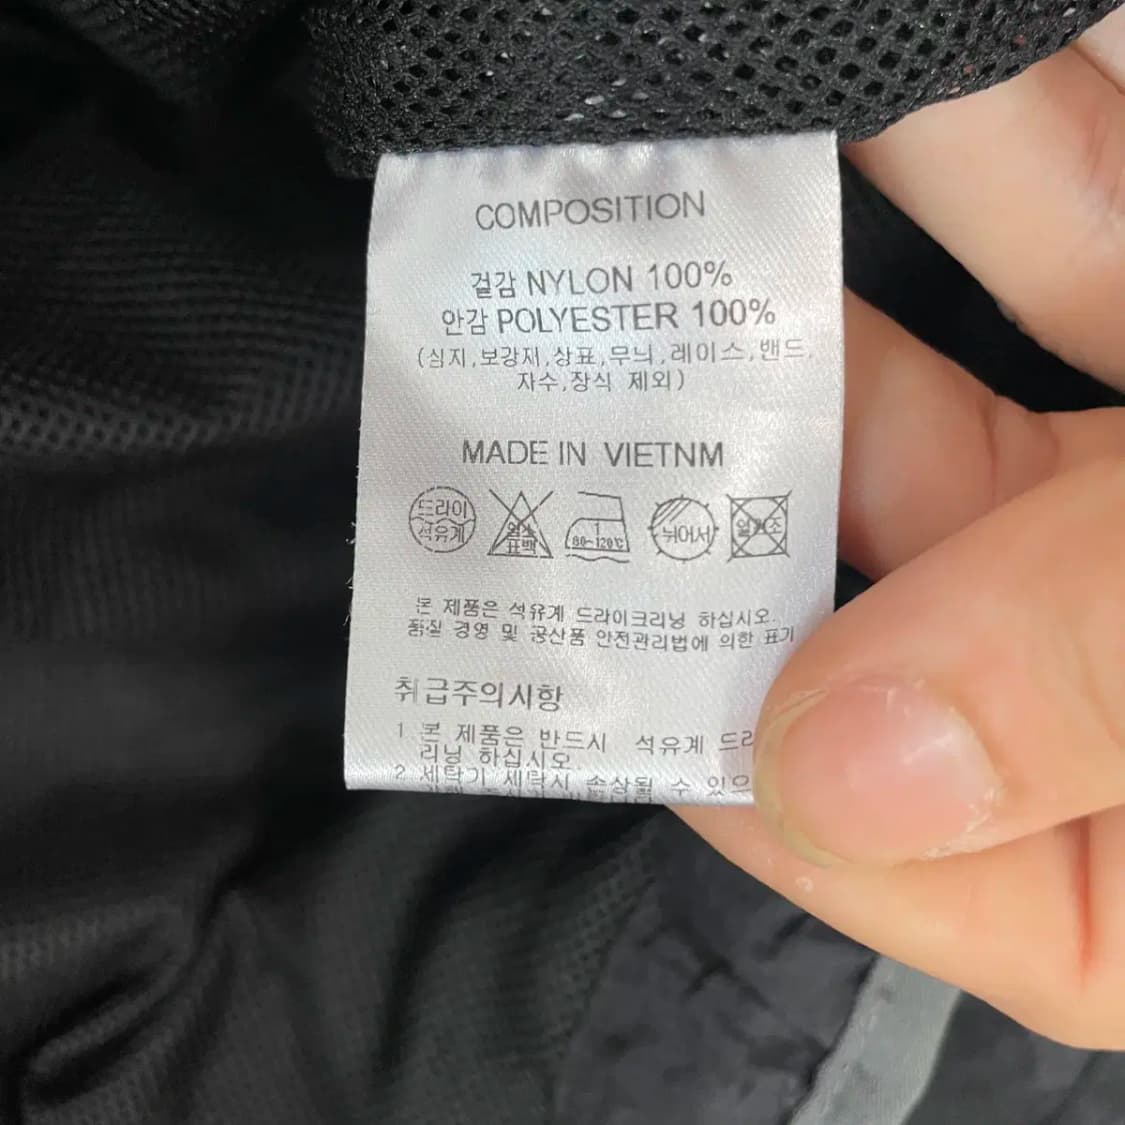 COMPOSITION
겉감 NYLON 100%
안감 POLYESTER 100%
(심지,보강재,상표,무늬,레이스,밴드,
자수,장식 제외)
MADE IN VIETNM
드라이
석유계
염소
표백
1
80~120℃
뉘어서
본 제품은 석유계 드라이크리닝 하십시오.
품질 경영 및 공산품 안전관리법에 의한 표기
취급주의사항
1 본 제품은 반드시 석유계 드라
리닝 하십시오.
2 세탁기 세탁시 손상될 수 있으